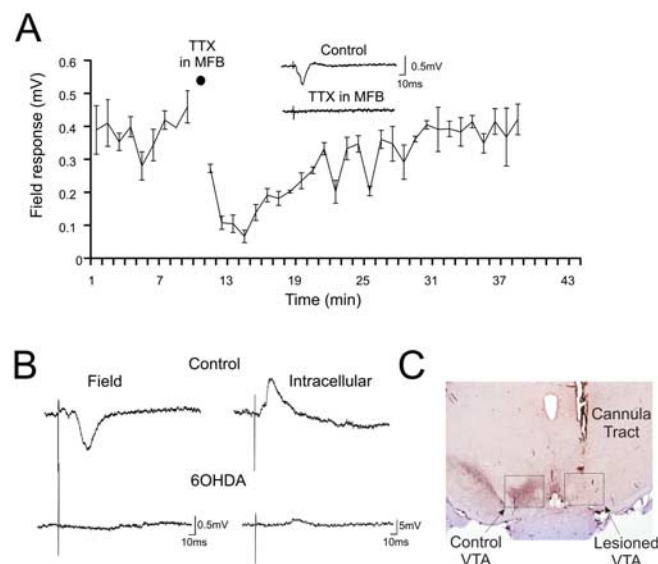 A
TTX
in MFB
Control
0.5mV
10ms
TTX in MFB
Field response (mV)
0.6
0.5
0.4
0.3
0.2
0.1
0
1 7 13 19 25 31 37 43
Time (min)
B
Control
Field
Intracellular
6OHDA
0.5mV
10ms
5mV
10ms
C
Cannula
Tract
Control
VTA
Lesioned
VTA